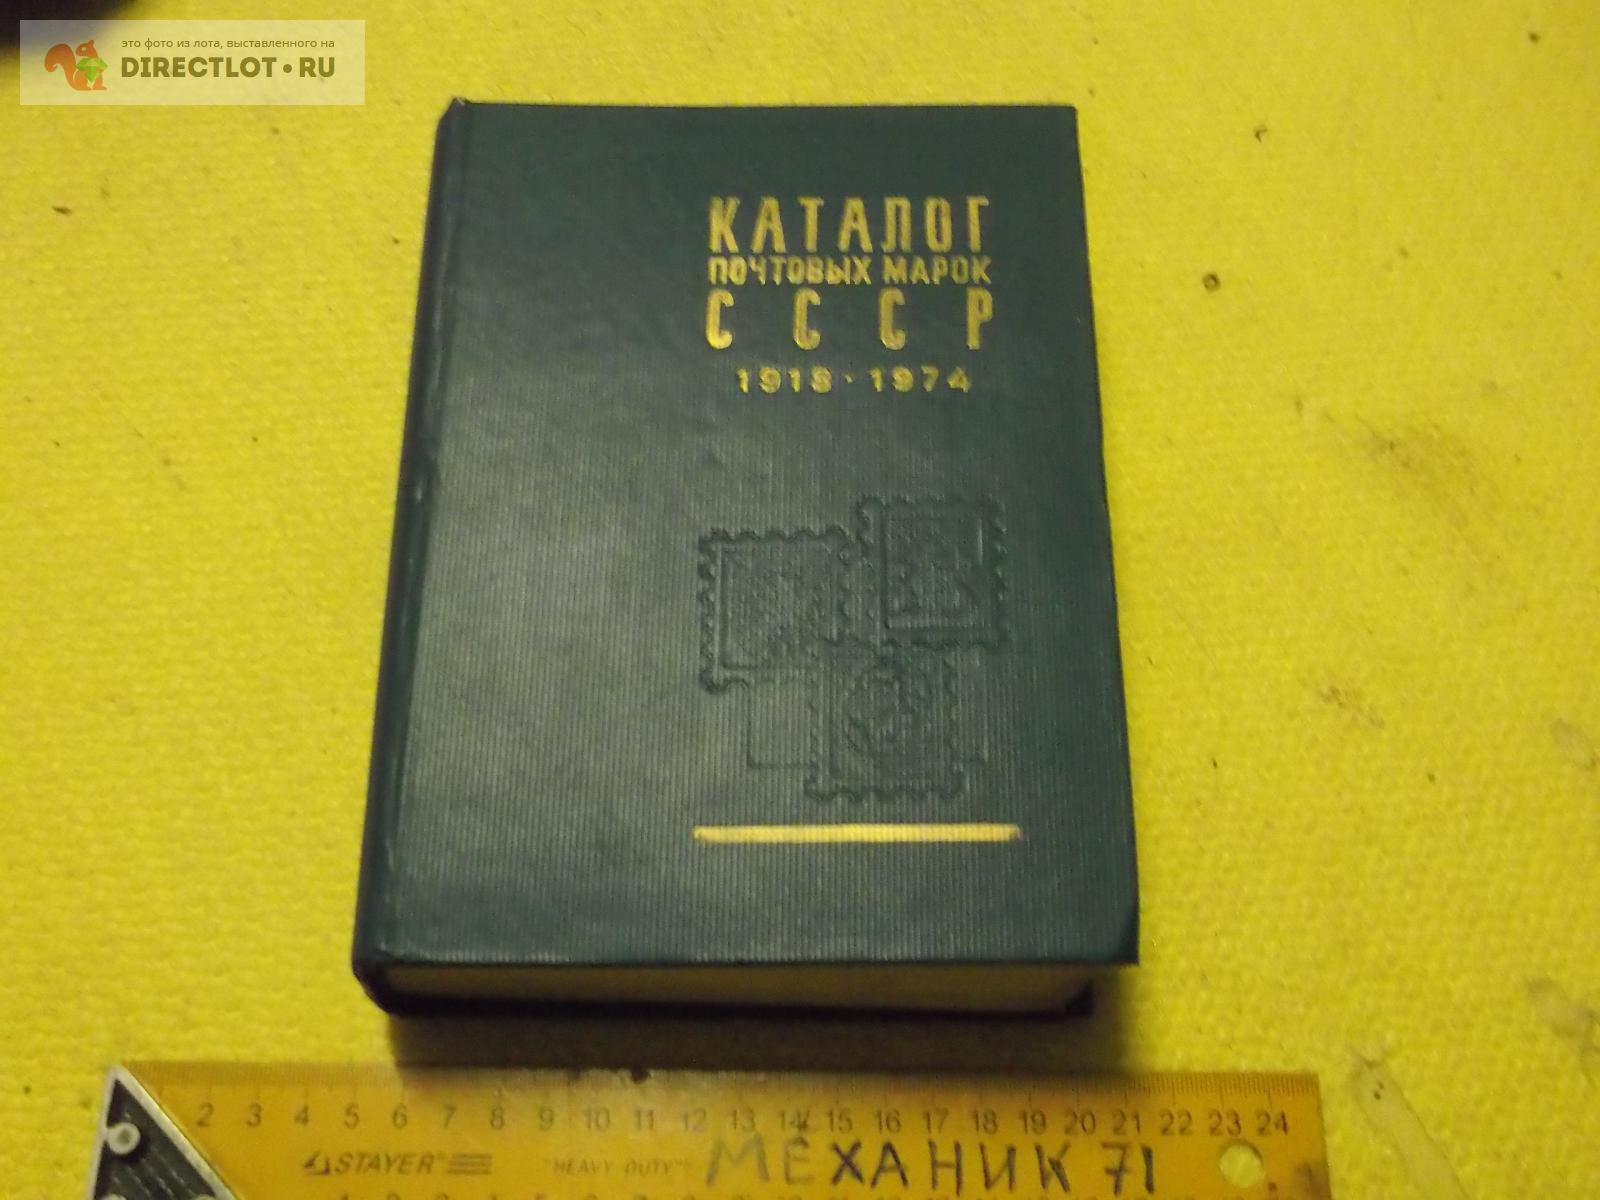 это фото из лота, выставленного на
DIRECTLOT•RU
КАТАЛОГ
ПОЧТОВЫХ МАРОК
СССР
1918·1974
2 3 4 5 6 7 8 9 10 11 12 13 14 15 16 17 18 19 20 21 22 23 24
STAYER® "HEAVY DUTY" МЕХАНИК 71